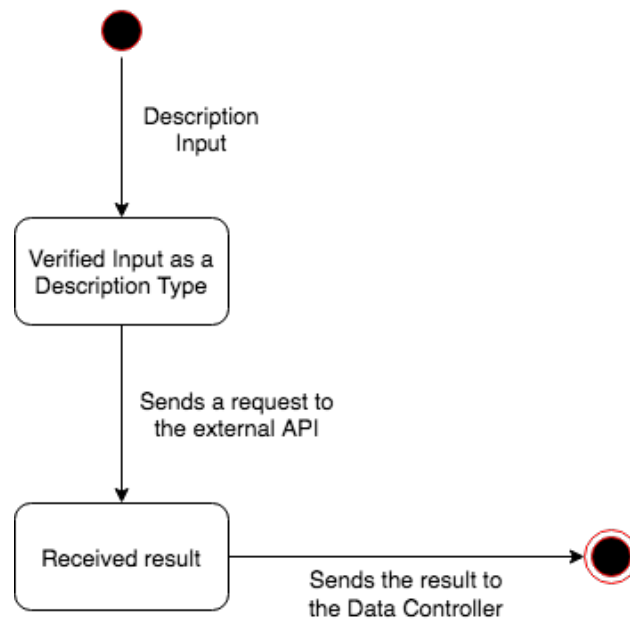 Description
Input
Verified Input as a
Description Type
Sends a request to
the external API
Received result
Sends the result to
the Data Controller